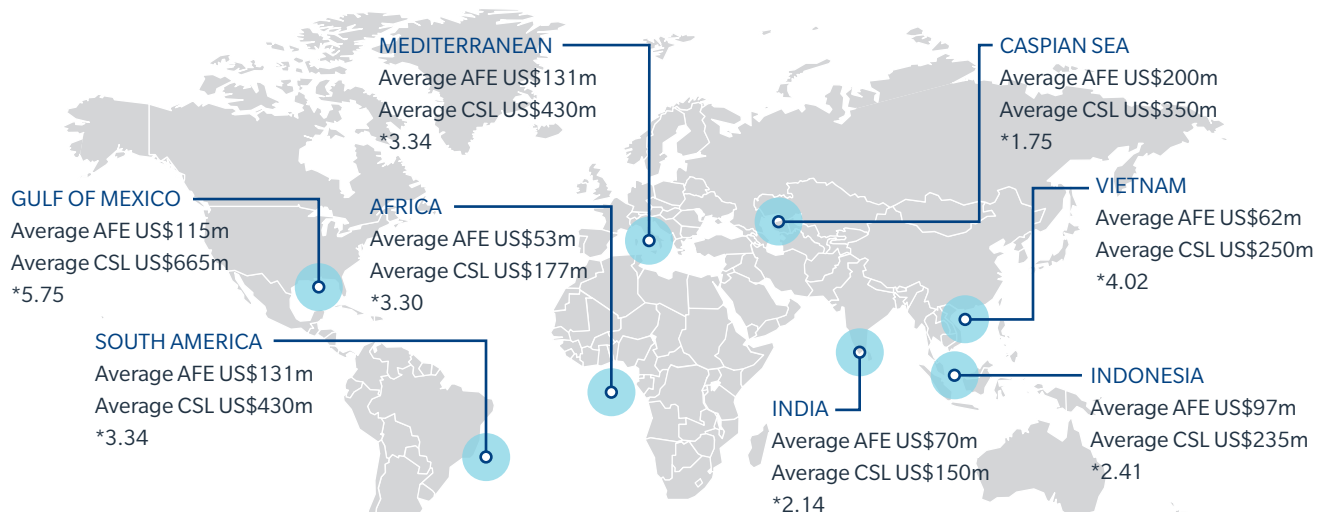 MEDITERRANEAN
Average AFE US$131m
Average CSL US$430m
*3.34
CASPIAN SEA
Average AFE US$200m
Average CSL US$350m
*1.75
GULF OF MEXICO
Average AFE US$115m
Average CSL US$665m
*5.75
AFRICA
Average AFE US$53m
Average CSL US$177m
*3.30
VIETNAM
Average AFE US$62m
Average CSL US$250m
*4.02
SOUTH AMERICA
Average AFE US$131m
Average CSL US$430m
*3.34
INDIA
Average AFE US$70m
Average CSL US$150m
*2.14
INDONESIA
Average AFE US$97m
Average CSL US$235m
*2.41